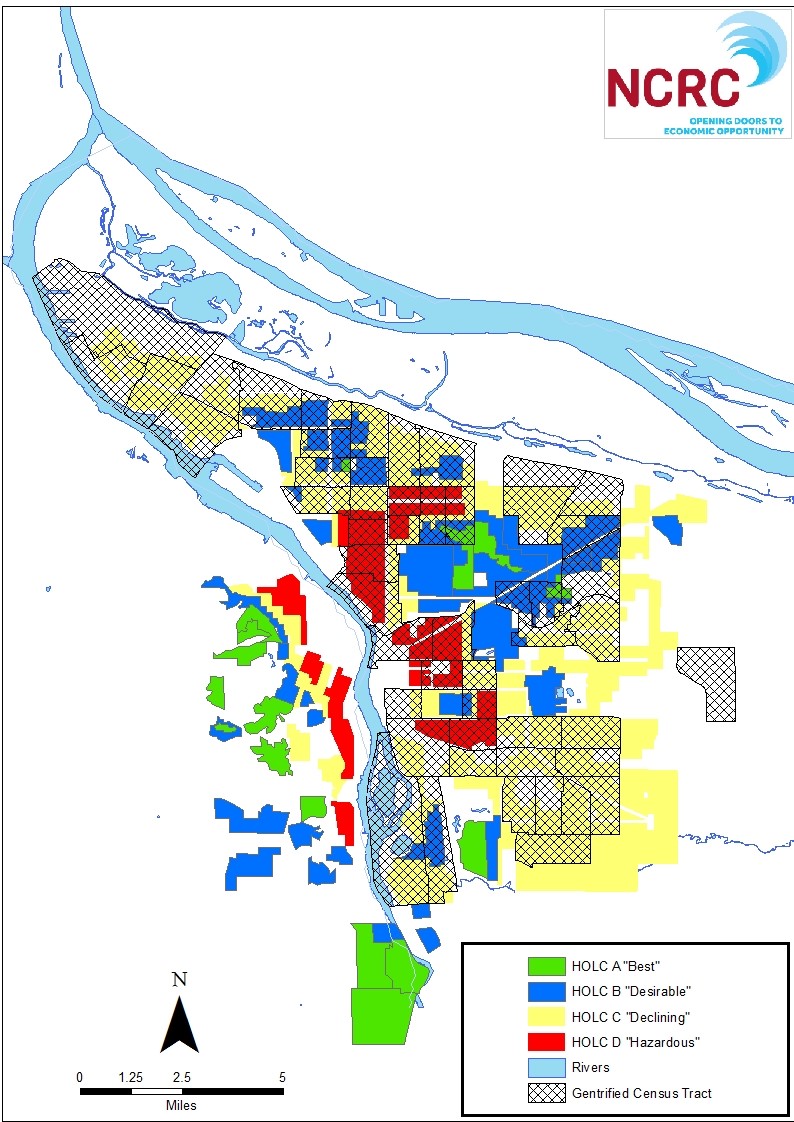 NCRC
OPENING DOORS TO
ECONOMIC OPPORTUNITY
HOLC A "Best"
HOLC B "Desirable"
HOLC C "Declining"
HOLC D "Hazardous"
Rivers
Gentrified Census Tract
N
0 1.25 2.5 5
Miles